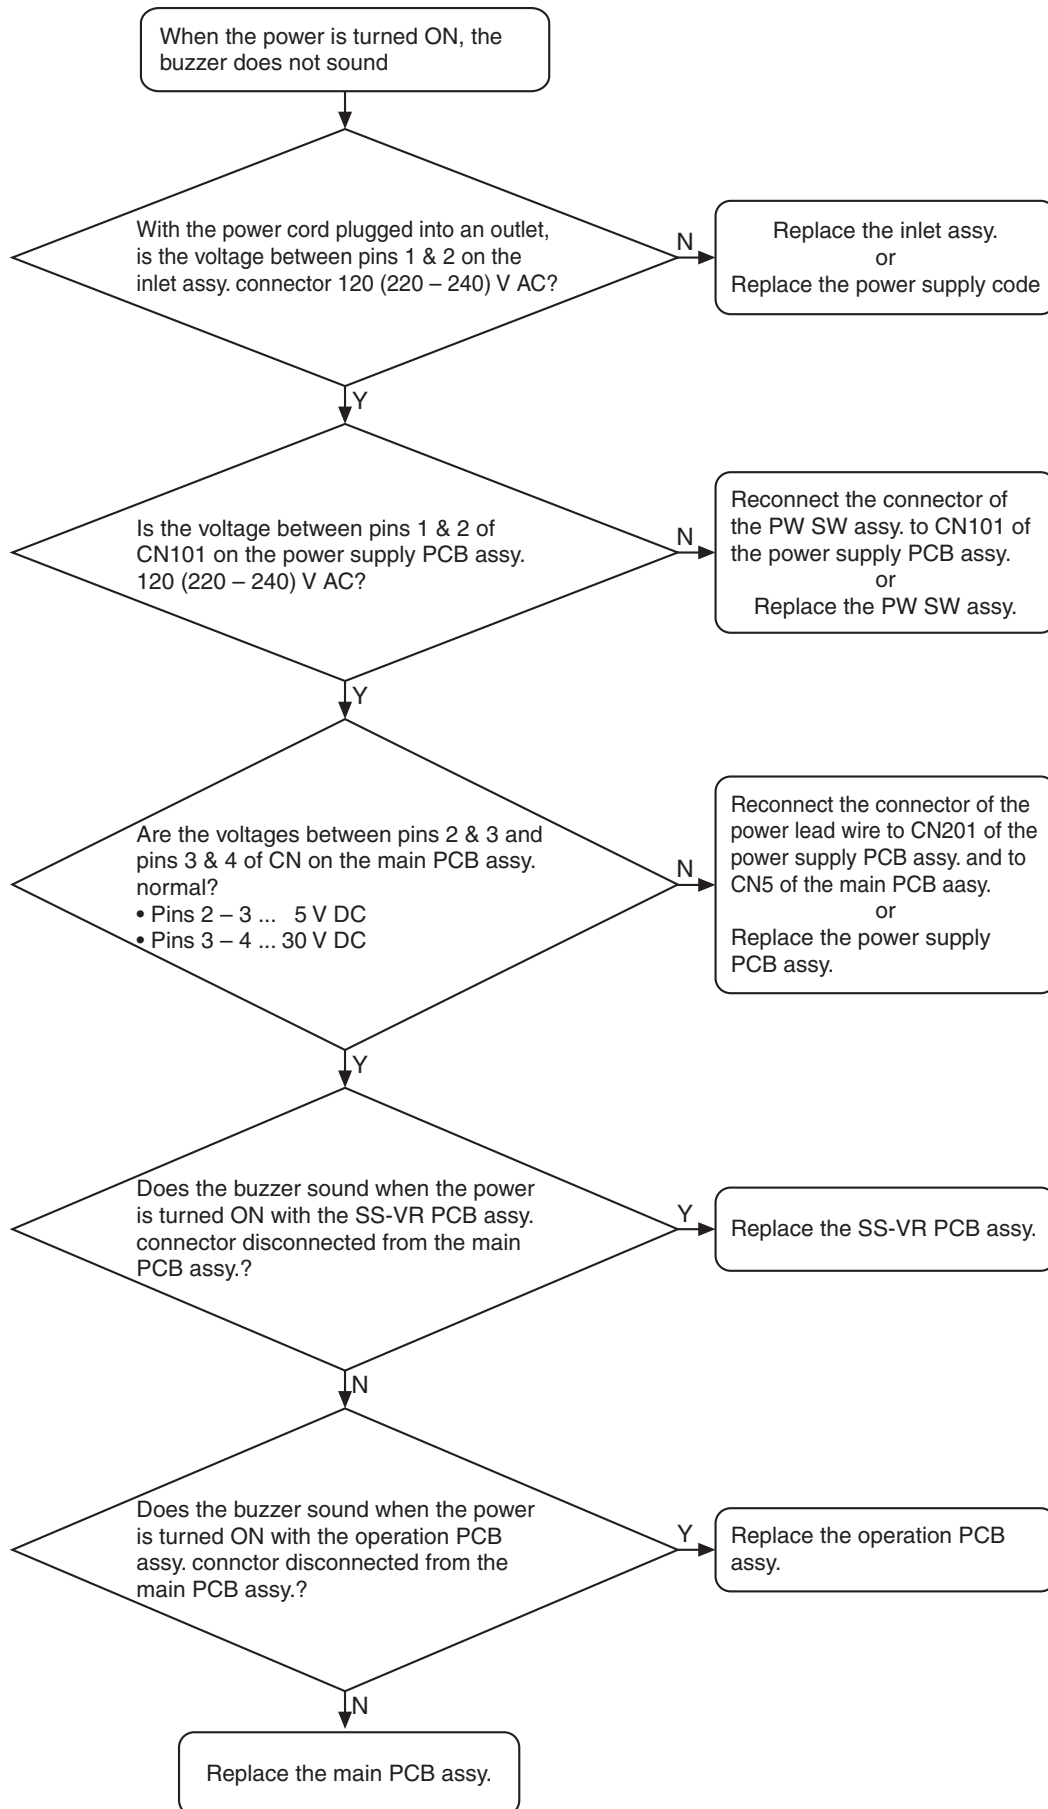 When the power is turned ON, the
buzzer does not sound
With the power cord plugged into an outlet,
is the voltage between pins 1 & 2 on the
inlet assy. connector 120 (220 – 240) V AC?
N
Replace the inlet assy.
or
Replace the power supply code
Y
Is the voltage between pins 1 & 2 of
CN101 on the power supply PCB assy.
120 (220 – 240) V AC?
N
Reconnect the connector of
the PW SW assy. to CN101 of
the power supply PCB assy.
or
Replace the PW SW assy.
Y
Are the voltages between pins 2 & 3 and
pins 3 & 4 of CN on the main PCB assy.
normal?
• Pins 2 – 3 ... 5 V DC
• Pins 3 – 4 ... 30 V DC
N
Reconnect the connector of the
power lead wire to CN201 of the
power supply PCB assy. and to
CN5 of the main PCB aasy.
or
Replace the power supply
PCB assy.
Y
Does the buzzer sound when the power
is turned ON with the SS-VR PCB assy.
connector disconnected from the main
PCB assy.?
Y
Replace the SS-VR PCB assy.
N
Does the buzzer sound when the power
is turned ON with the operation PCB
assy. connctor disconnected from the
main PCB assy.?
Y
Replace the operation PCB
assy.
N
Replace the main PCB assy.